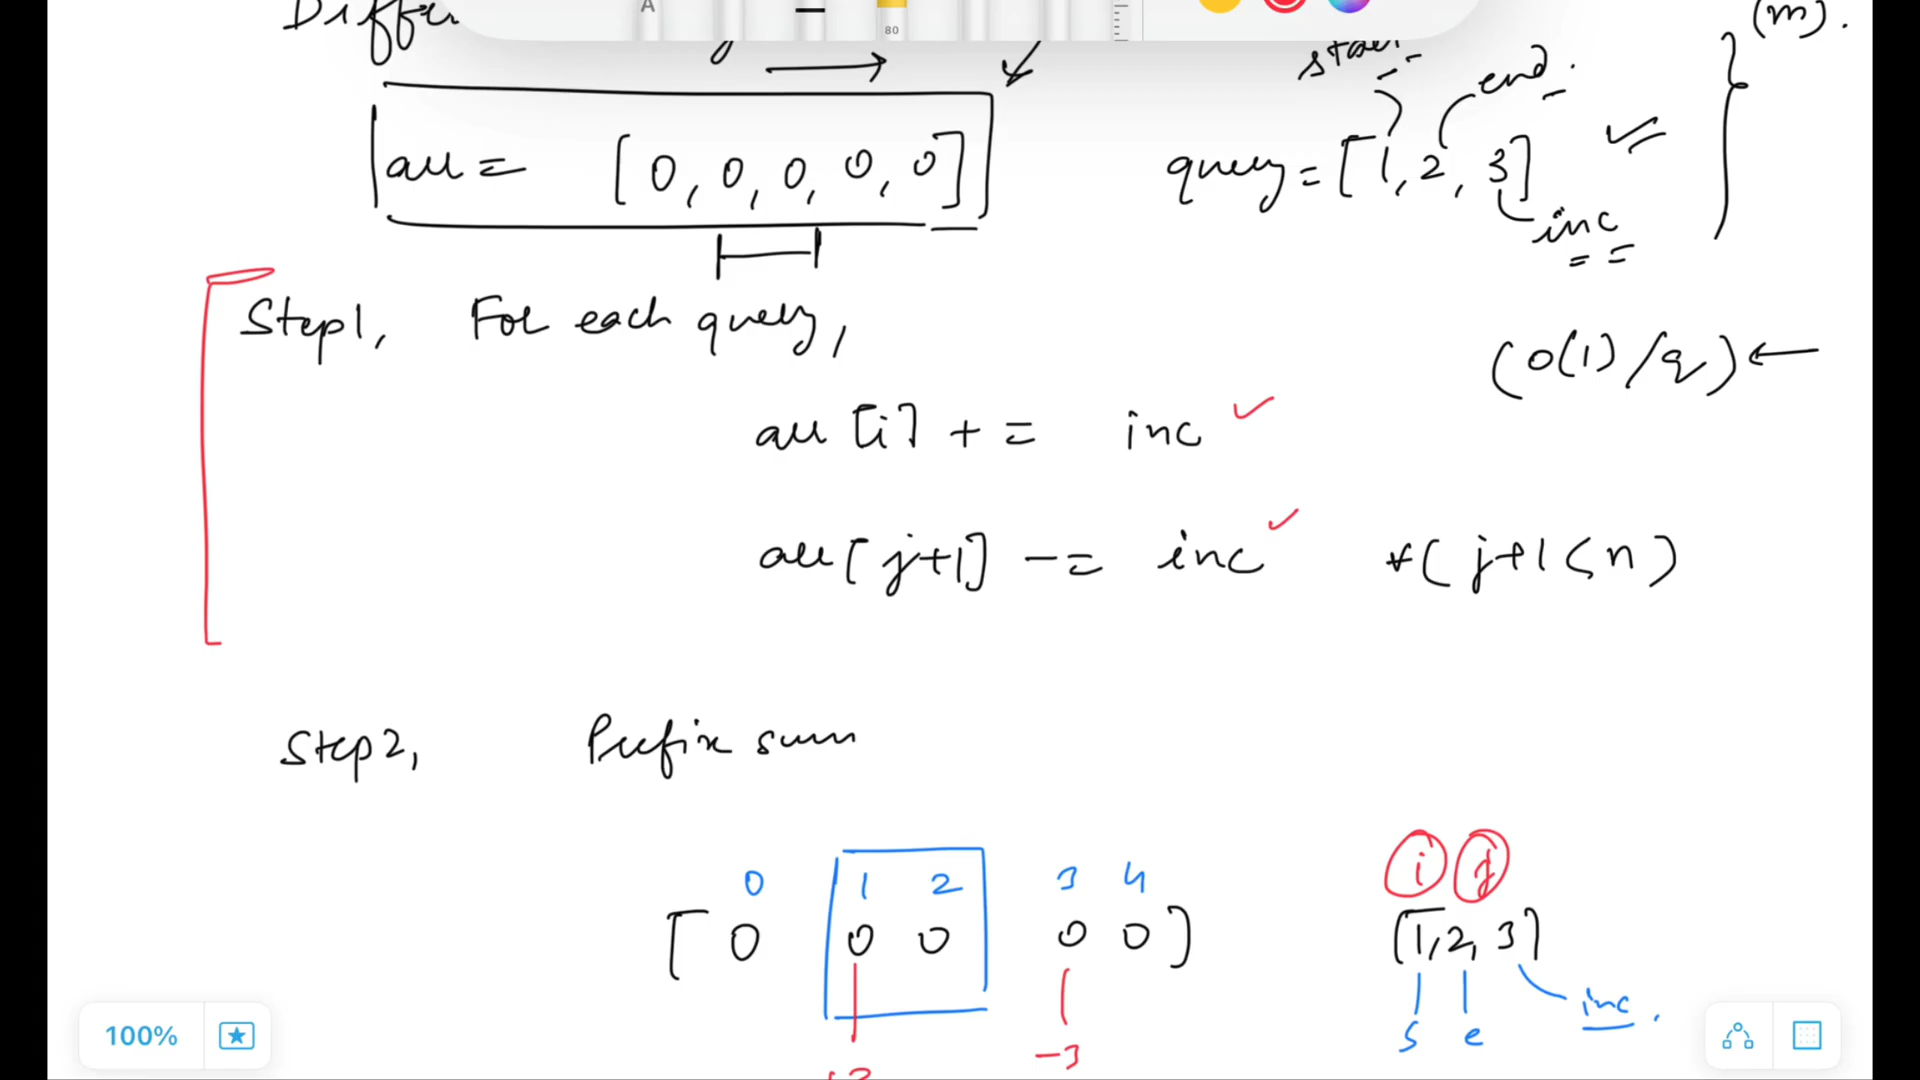 (m).
start
end.
arr = [0, 0, 0, 0, 0]
query = [1, 2, 3]
inc
Step1, For each query,
(O(1)/q) ←
arr[i] + = inc
arr[j+1] - = inc *(j+1 < n)
Step2, Prefix sum
i j
0 1 2 3 4
[0 0 0 0 0]
[1, 2, 3]
s e inc.
-3
100%
A
80